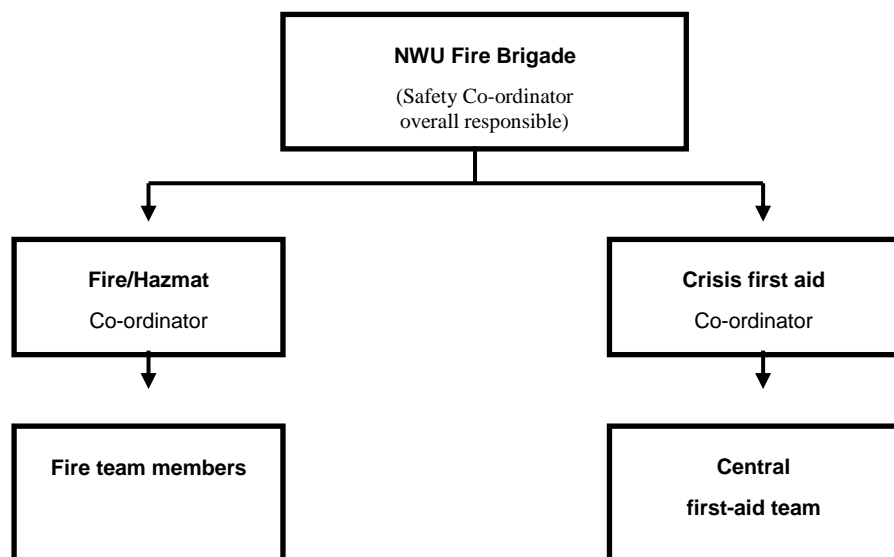 NWU Fire Brigade
(Safety Co-ordinator
overall responsible)
Fire/Hazmat
Co-ordinator
Crisis first aid
Co-ordinator
Fire team members
Central
first-aid team